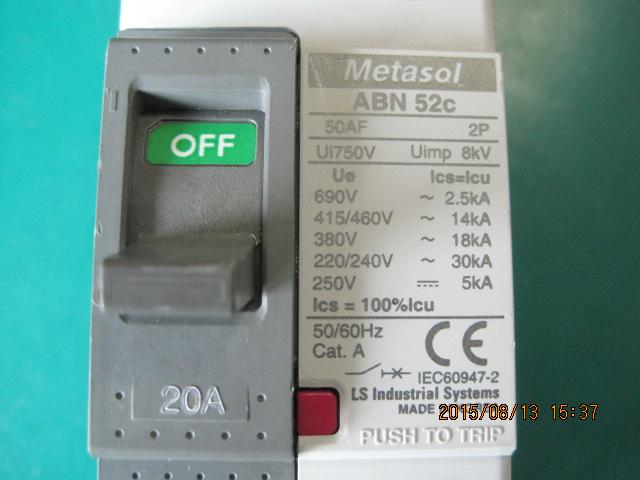 Metasol
ABN 52c
50AF 2P
Ui750V Uimp 8kV
Ue Ics=Icu
690V ~ 2.5kA
415/460V ~ 14kA
380V ~ 18kA
220/240V ~ 30kA
250V ⎓ 5kA
Ics = 100%Icu
50/60Hz
Cat. A
CE
IEC60947-2
LS Industrial Systems
MADE
PUSH TO TRIP
OFF
I
20A
2015/08/13 15:37